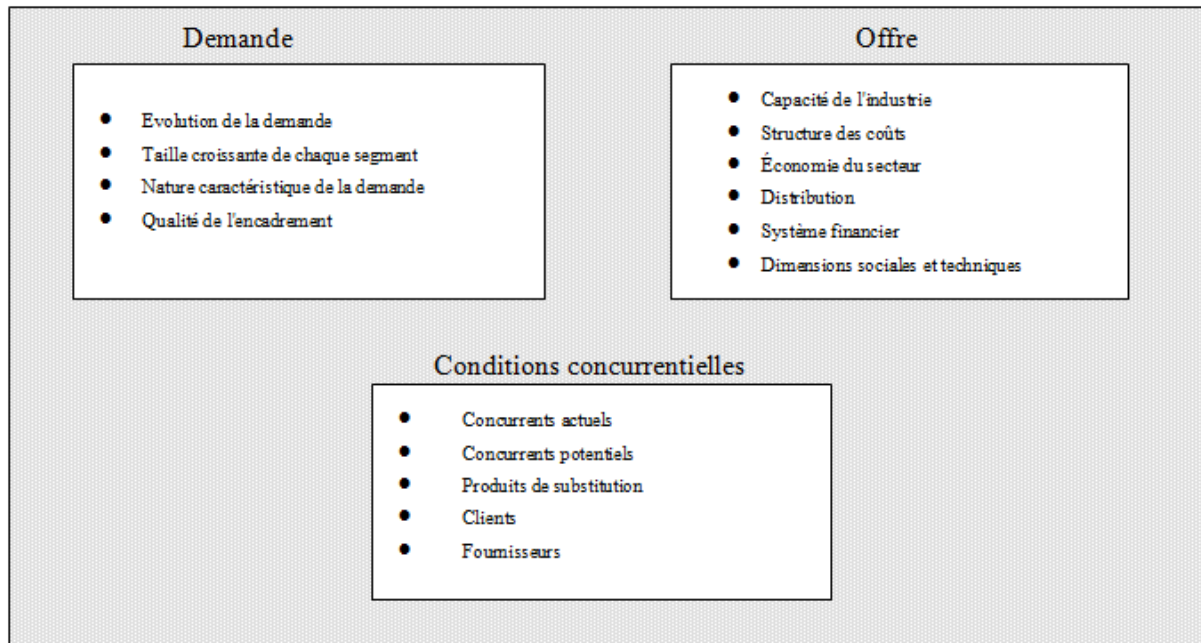 Demande
Evolution de la demande
Taille croissante de chaque segment
Nature caractéristique de la demande
Qualité de l'encadrement
Offre
Capacité de l'industrie
Structure des coûts
Économie du secteur
Distribution
Système financier
Dimensions sociales et techniques
Conditions concurrentielles
Concurrents actuels
Concurrents potentiels
Produits de substitution
Clients
Fournisseurs